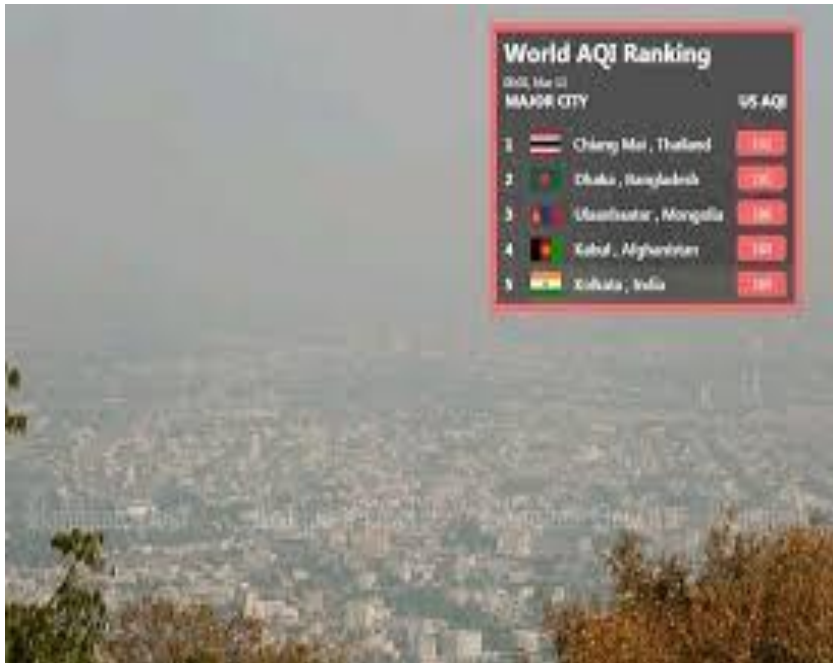 World AQI Ranking
MAJOR CITY US AQI
1 Chiang Mai , Thailand
2 Dhaka , Bangladesh
3 Ulaanbaatar , Mongolia
4 Kabul , Afghanistan
5 Kolkata , India